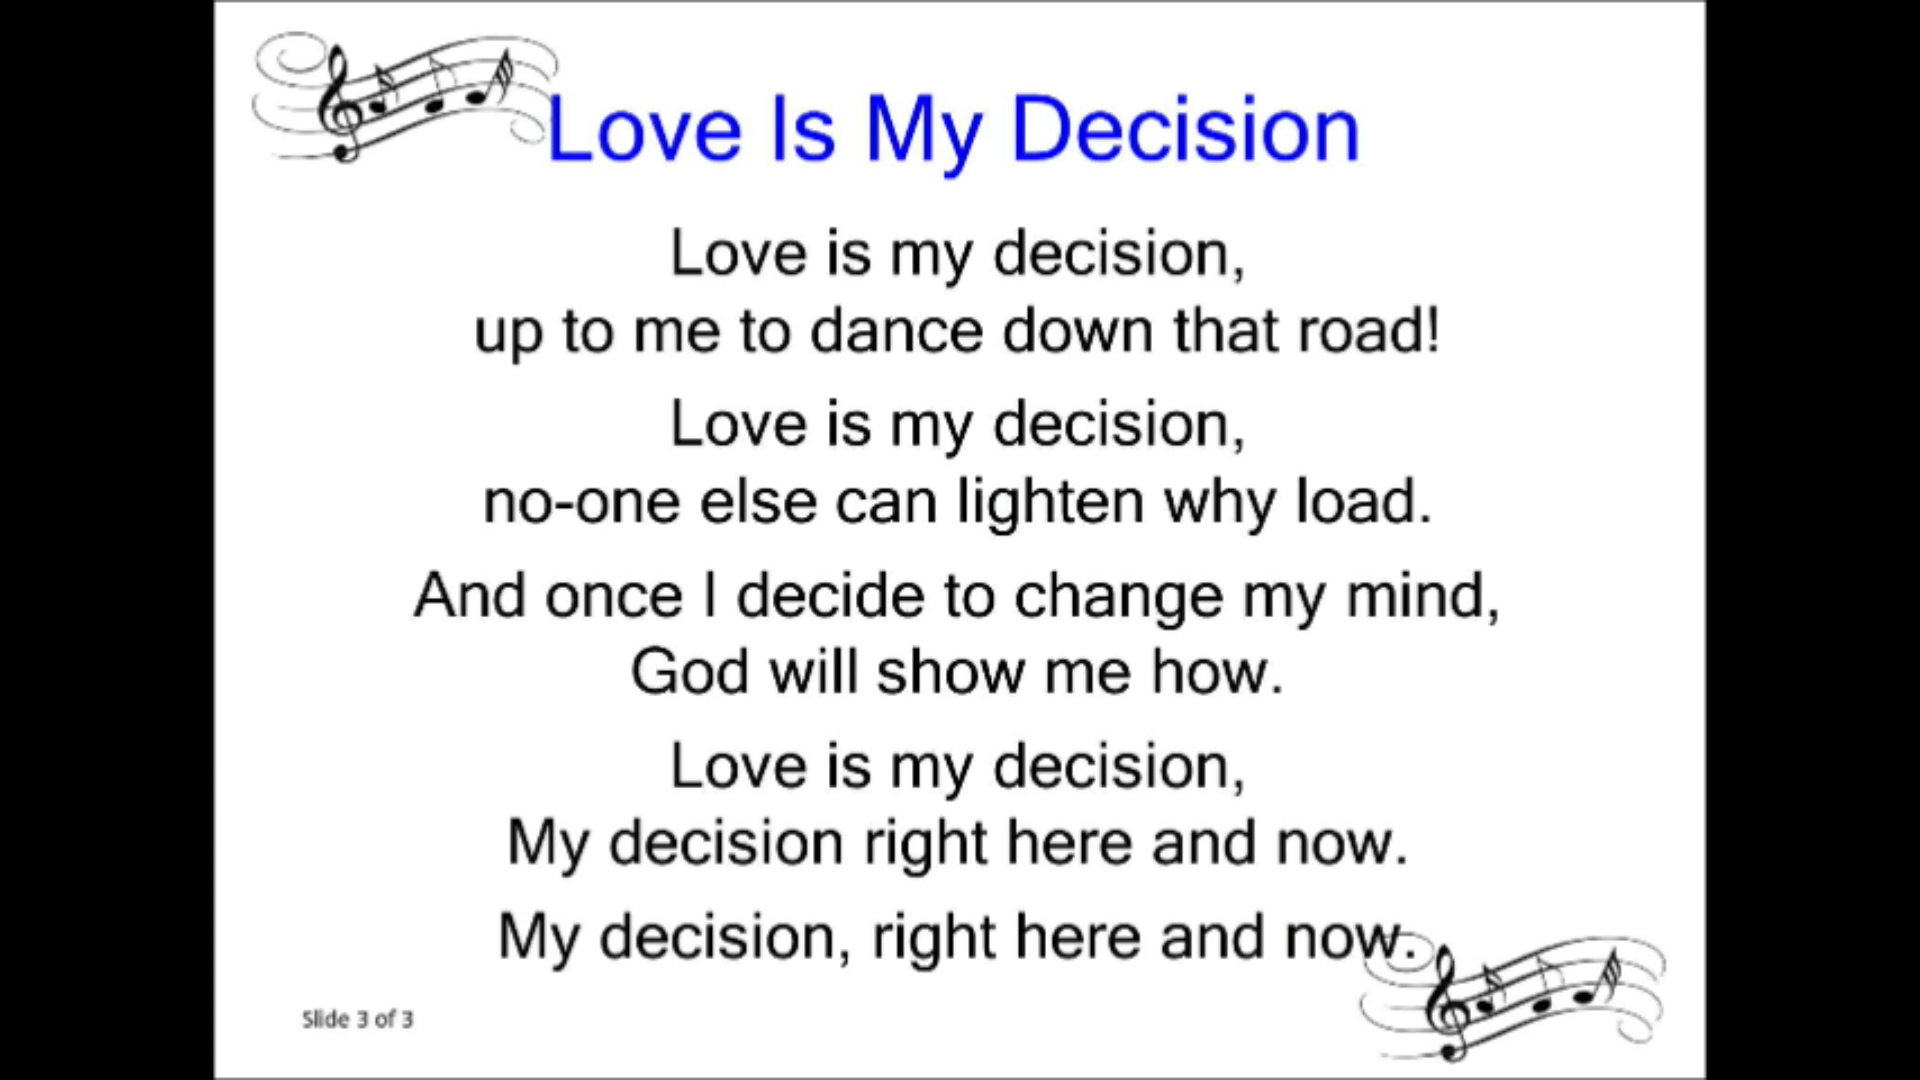 Love Is My Decision
Love is my decision,
up to me to dance down that road!
Love is my decision,
no-one else can lighten why load.
And once I decide to change my mind,
God will show me how.
Love is my decision,
My decision right here and now.
My decision, right here and now.
Slide 3 of 3